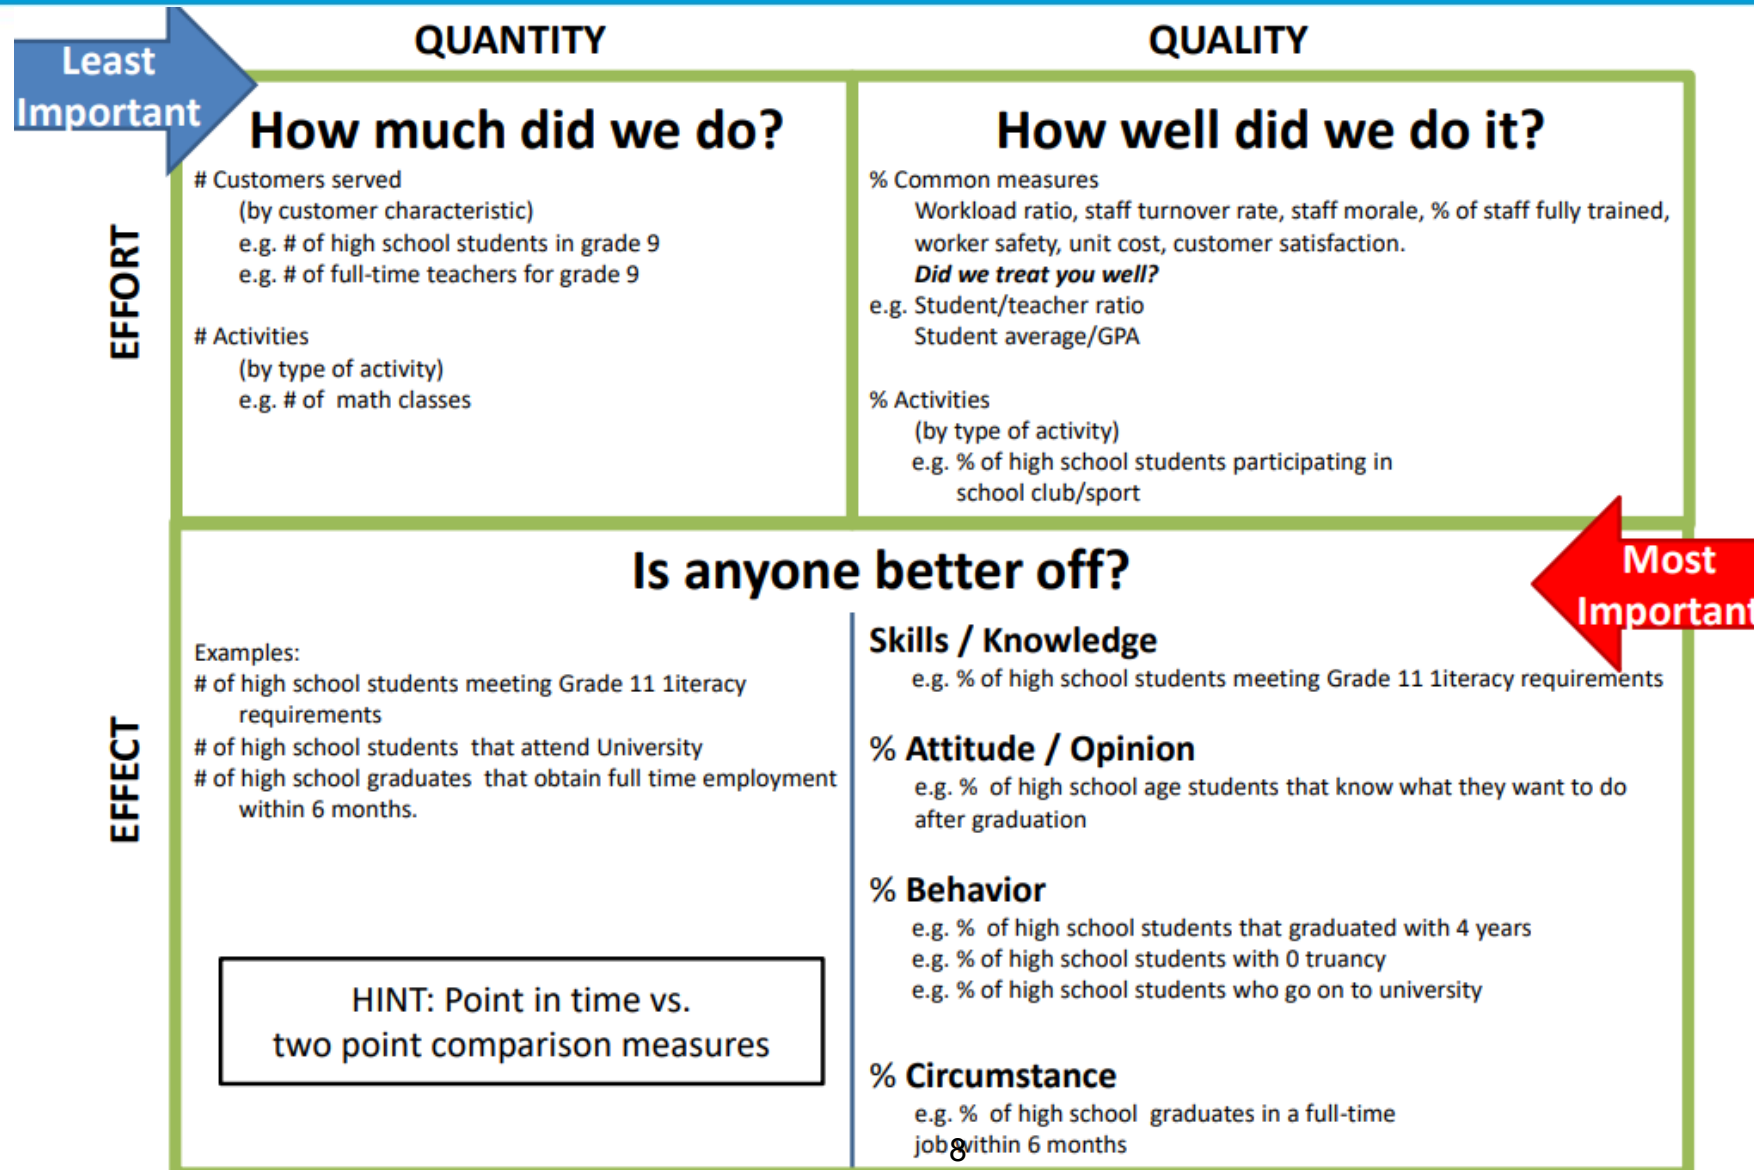 Least
Important
QUANTITY
QUALITY
EFFORT
How much did we do?
# Customers served
(by customer characteristic)
e.g. # of high school students in grade 9
e.g. # of full-time teachers for grade 9
# Activities
(by type of activity)
e.g. # of  math classes
How well did we do it?
% Common measures
Workload ratio, staff turnover rate, staff morale, % of staff fully trained,
worker safety, unit cost, customer satisfaction.
Did we treat you well?
e.g. Student/teacher ratio
Student average/GPA
% Activities
(by type of activity)
e.g. % of high school students participating in
school club/sport
EFFECT
Is anyone better off?
Most
Important
Examples:
# of high school students meeting Grade 11 1iteracy
requirements
# of high school students  that attend University
# of high school graduates  that obtain full time employment
within 6 months.
HINT: Point in time vs.
two point comparison measures
Skills / Knowledge
e.g. % of high school students meeting Grade 11 1iteracy requirements
% Attitude / Opinion
e.g. %  of high school age students that know what they want to do
after graduation
% Behavior
e.g. %  of high school students that graduated with 4 years
e.g. % of high school students with 0 truancy
e.g. % of high school students who go on to university
% Circumstance
e.g. %  of high school  graduates in a full-time
job within 6 months
8